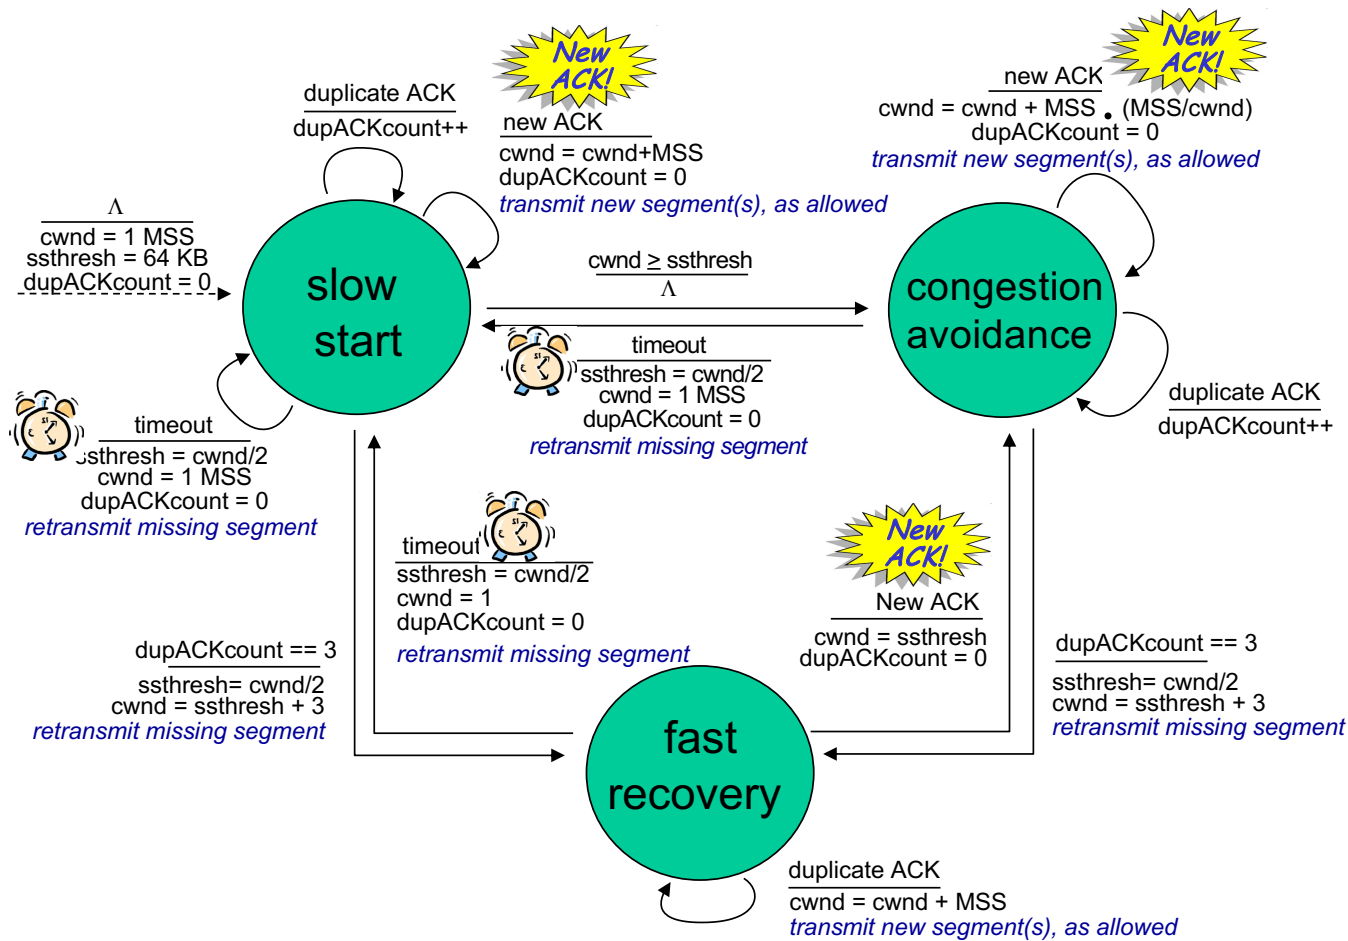 New
ACK!
duplicate ACK
dupACKcount++
new ACK
cwnd = cwnd+MSS
dupACKcount = 0
transmit new segment(s), as allowed
New
ACK!
new ACK
cwnd = cwnd + MSS • (MSS/cwnd)
dupACKcount = 0
transmit new segment(s), as allowed
Λ
cwnd = 1 MSS
ssthresh = 64 KB
dupACKcount = 0
slow
start
cwnd ≥ ssthresh
Λ
congestion
avoidance
timeout
ssthresh = cwnd/2
cwnd = 1 MSS
dupACKcount = 0
retransmit missing segment
duplicate ACK
dupACKcount++
timeout
ssthresh = cwnd/2
cwnd = 1 MSS
dupACKcount = 0
retransmit missing segment
timeout
ssthresh = cwnd/2
cwnd = 1
dupACKcount = 0
retransmit missing segment
New
ACK!
New ACK
cwnd = ssthresh
dupACKcount = 0
dupACKcount == 3
ssthresh= cwnd/2
cwnd = ssthresh + 3
retransmit missing segment
dupACKcount == 3
ssthresh= cwnd/2
cwnd = ssthresh + 3
retransmit missing segment
fast
recovery
duplicate ACK
cwnd = cwnd + MSS
transmit new segment(s), as allowed